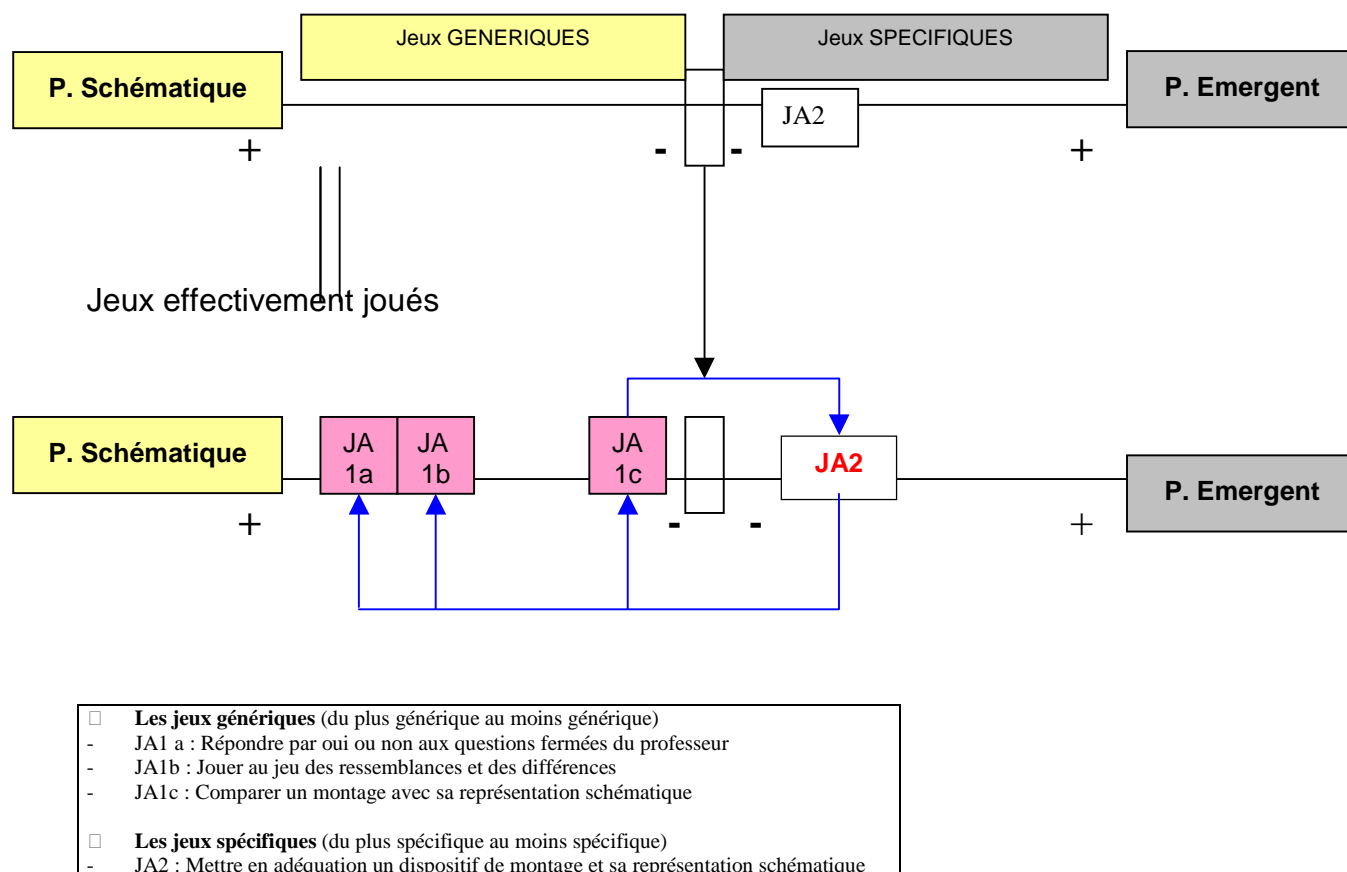 Jeux GENERIQUES
Jeux SPECIFIQUES
P. Schématique
P. Emergent
JA2
+
-
-
+
Jeux effectivement joués
P. Schématique
JA
1a
JA
1b
JA
1c
JA2
P. Emergent
+
-
-
+
Les jeux génériques (du plus générique au moins générique)
- JA1 a : Répondre par oui ou non aux questions fermées du professeur
- JA1b : Jouer au jeu des ressemblances et des différences
- JA1c : Comparer un montage avec sa représentation schématique
Les jeux spécifiques (du plus spécifique au moins spécifique)
- JA2 : Mettre en adéquation un dispositif de montage et sa représentation schématique